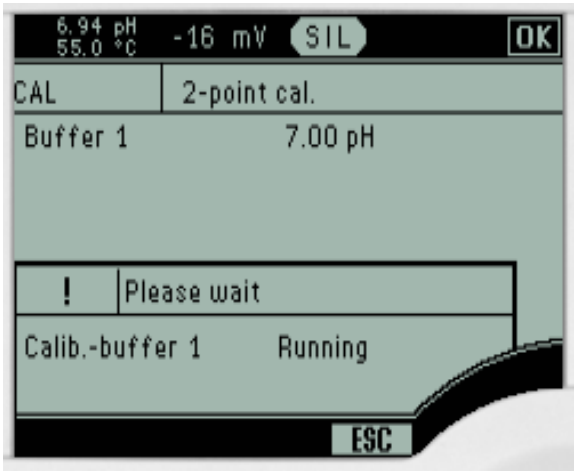 6.94 pH -16 mV SIL OK
55.0 °C
CAL 2-point cal.
Buffer 1 7.00 pH
! Please wait
Calib.-buffer 1 Running
ESC